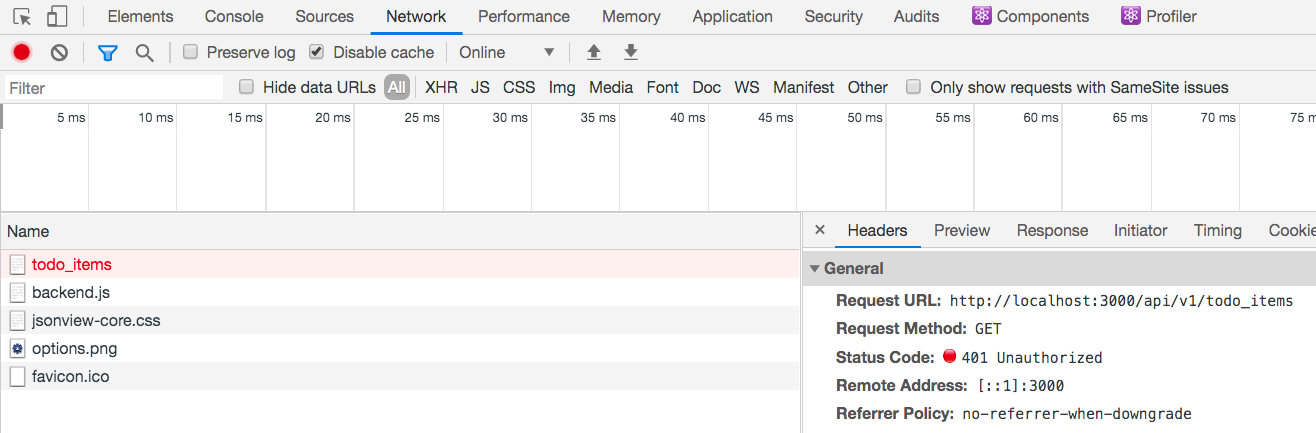 Elements Console Sources Network Performance Memory Application Security Audits Components Profiler
Preserve log Disable cache Online
Filter Hide data URLs All XHR JS CSS Img Media Font Doc WS Manifest Other Only show requests with SameSite issues
5 ms 10 ms 15 ms 20 ms 25 ms 30 ms 35 ms 40 ms 45 ms 50 ms 55 ms 60 ms 65 ms 70 ms 75 m
Name
todo_items
backend.js
jsonview-core.css
options.png
favicon.ico
× Headers Preview Response Initiator Timing Cookie
General
Request URL: http://localhost:3000/api/v1/todo_items
Request Method: GET
Status Code: 401 Unauthorized
Remote Address: [::1]:3000
Referrer Policy: no-referrer-when-downgrade